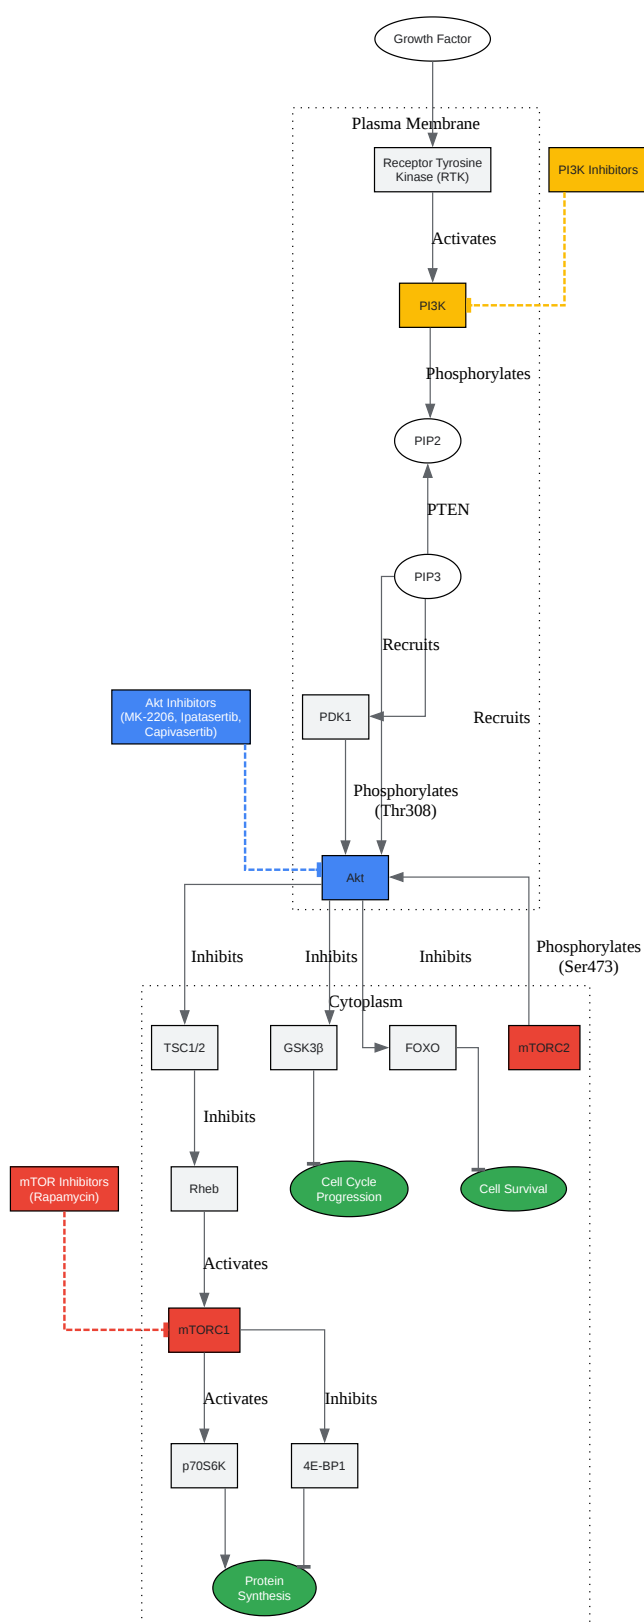 Growth Factor
Plasma Membrane
Receptor Tyrosine
Kinase (RTK)
PI3K Inhibitors
Activates
PI3K
Phosphorylates
PIP2
PTEN
PIP3
Recruits
Akt Inhibitors
(MK-2206, Ipatasertib,
Capivasertib)
PDK1
Recruits
Phosphorylates
(Thr308)
Akt
Inhibits
Inhibits
Inhibits
Phosphorylates
(Ser473)
Cytoplasm
TSC1/2
GSK3β
FOXO
mTORC2
Inhibits
mTOR Inhibitors
(Rapamycin)
Rheb
Cell Cycle
Progression
Cell Survival
Activates
mTORC1
Activates
Inhibits
p70S6K
4E-BP1
Protein
Synthesis